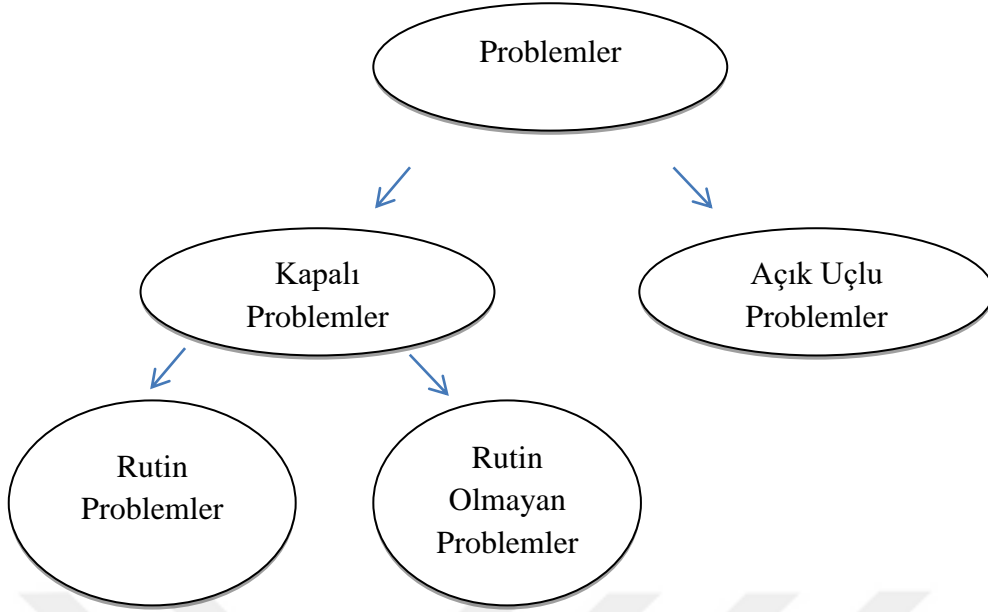 Problemler
Kapalı
Problemler
Açık Uçlu
Problemler
Rutin
Problemler
Rutin
Olmayan
Problemler